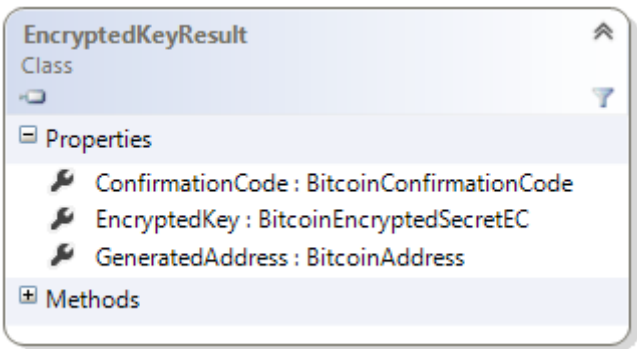 EncryptedKeyResult
Class
Properties
ConfirmationCode : BitcoinConfirmationCode
EncryptedKey : BitcoinEncryptedSecretEC
GeneratedAddress : BitcoinAddress
Methods